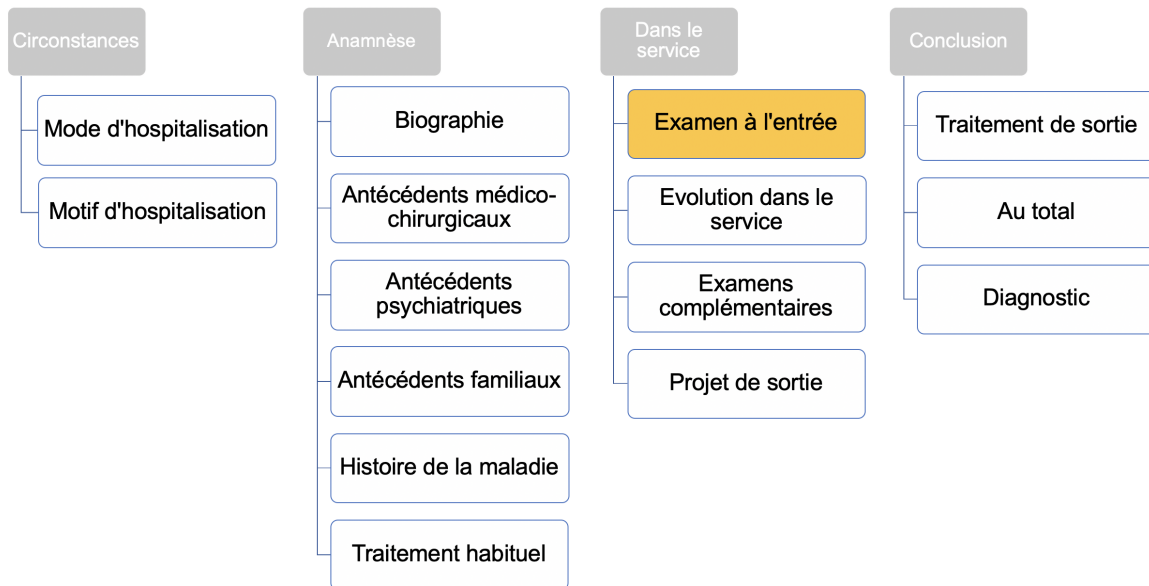 Circonstances
Mode d'hospitalisation
Motif d'hospitalisation
Anamnèse
Biographie
Antécédents médico-
chirurgicaux
Antécédents
psychiatriques
Antécédents familiaux
Histoire de la maladie
Traitement habituel
Dans le
service
Examen à l'entrée
Evolution dans le
service
Examens
complémentaires
Projet de sortie
Conclusion
Traitement de sortie
Au total
Diagnostic